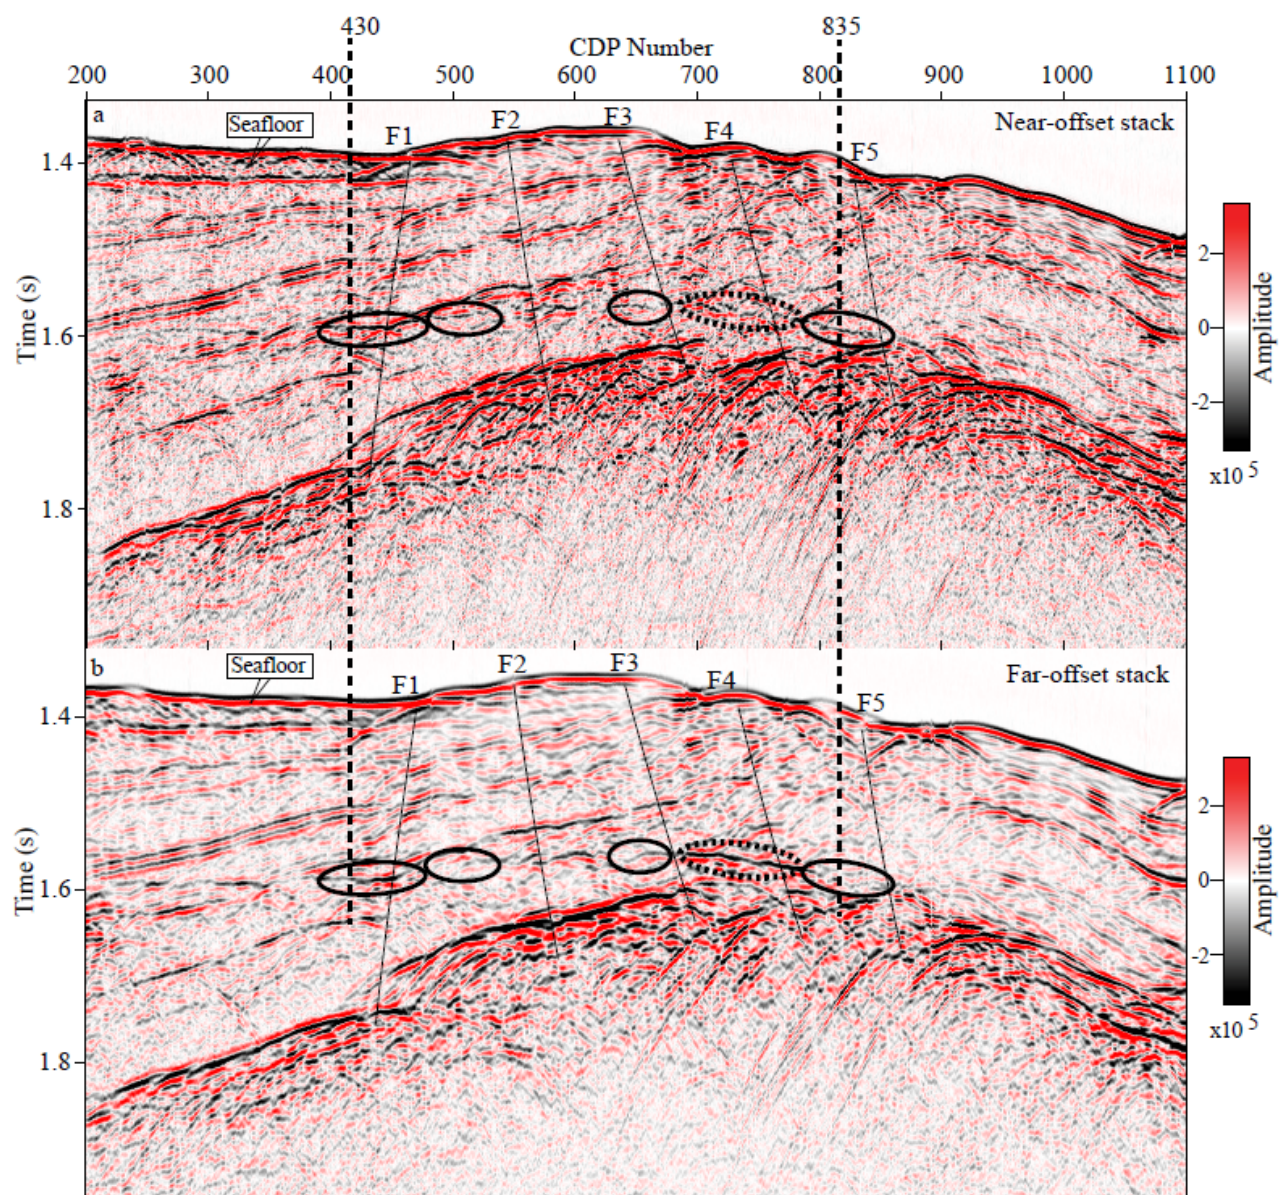 430 835
CDP Number
200 300 400 500 600 700 800 900 1000 1100
a
Seafloor
F1
F2
F3
F4
F5
Near-offset stack
1.4
1.6
1.8
Time (s)
2
0
-2
Amplitude
x10 5
b
Seafloor
F1
F2
F3
F4
F5
Far-offset stack
1.4
1.6
1.8
Time (s)
2
0
-2
Amplitude
x10 5